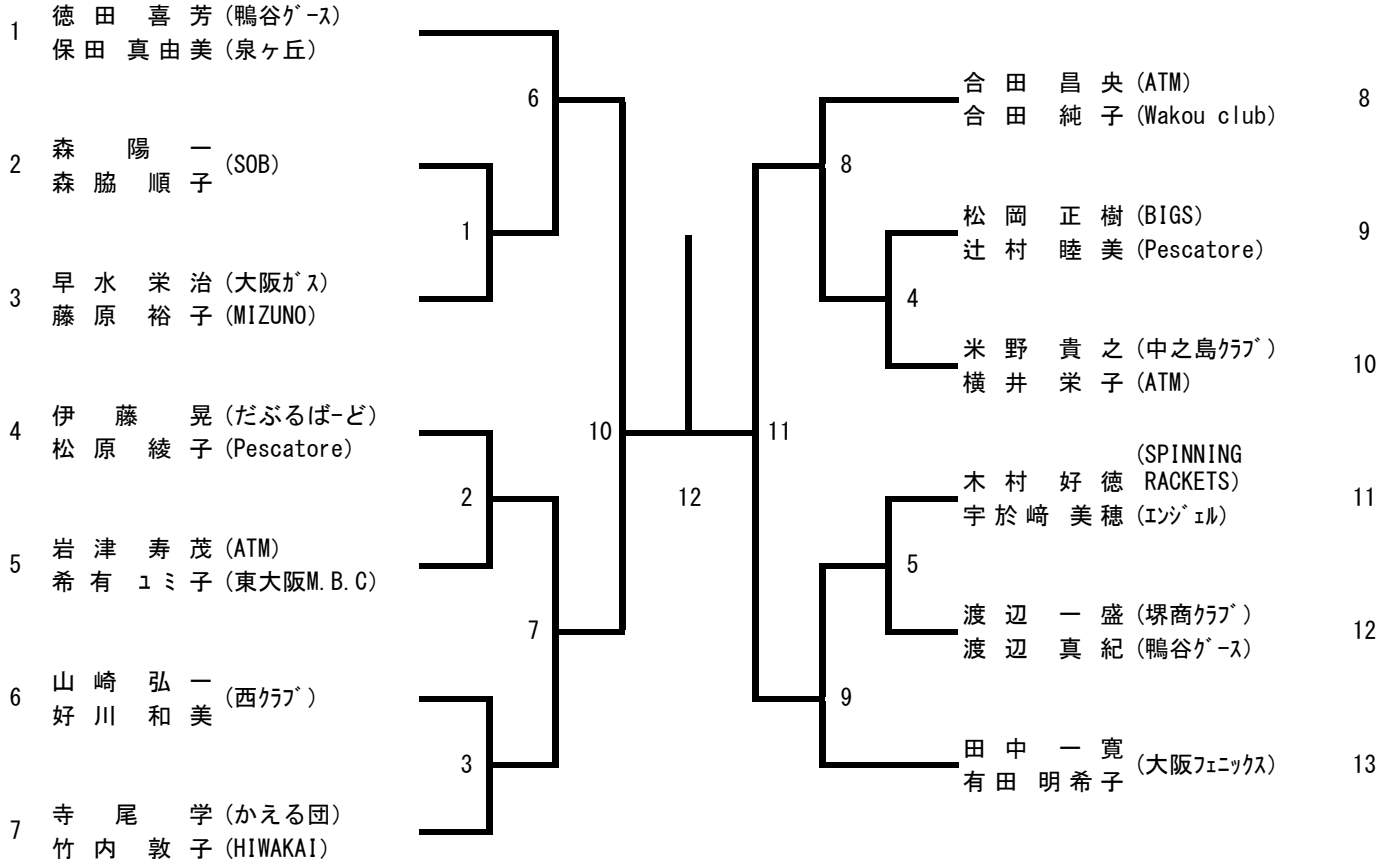 1 徳田 喜芳 (鴨谷ｸﾞｰｽ)
保田 真由美 (泉ヶ丘)
6
2 森 陽一 (SOB)
森脇 順子
1
3 早水 栄治 (大阪ｶﾞｽ)
藤原 裕子 (MIZUNO)
4 伊藤 晃 (だぶるばｰど)
松原 綾子 (Pescatore)
10
2
5 岩津 寿茂 (ATM)
希有 ユミ子 (東大阪M.B.C)
7
6 山崎 弘一 (西ｸﾗﾌﾞ)
好川 和美
3
7 寺尾 学 (かえる団)
竹内 敦子 (HIWAKAI)
12
合田 昌央 (ATM) 8
合田 純子 (Wakou club)
8
松岡 正樹 (BIGS) 9
辻村 睦美 (Pescatore)
4
米野 貴之 (中之島ｸﾗﾌﾞ) 10
横井 栄子 (ATM)
11
(SPINNING
木村 好徳 RACKETS) 11
宇於﨑 美穂 (ｴﾝｼﾞｪﾙ)
5
渡辺 一盛 (堺商ｸﾗﾌﾞ) 12
渡辺 真紀 (鴨谷ｸﾞｰｽ)
9
田中 一寛 (大阪ﾌｪﾆｯｸｽ) 13
有田 明希子